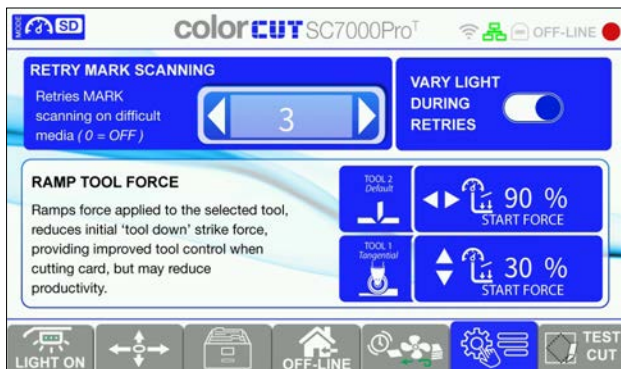 MODE
SD
colorcut SC7000Proᵀ
OFF-LINE
RETRY MARK SCANNING
Retries MARK
scanning on difficult
media ( 0 = OFF )
3
VARY LIGHT
DURING
RETRIES
RAMP TOOL FORCE
Ramps force applied to the selected tool,
reduces initial 'tool down' strike force,
providing improved tool control when
cutting card, but may reduce
productivity.
TOOL 2
Default
90 %
START FORCE
TOOL 1
Tangential
30 %
START FORCE
LIGHT ON
OFF-LINE
TEST
CUT